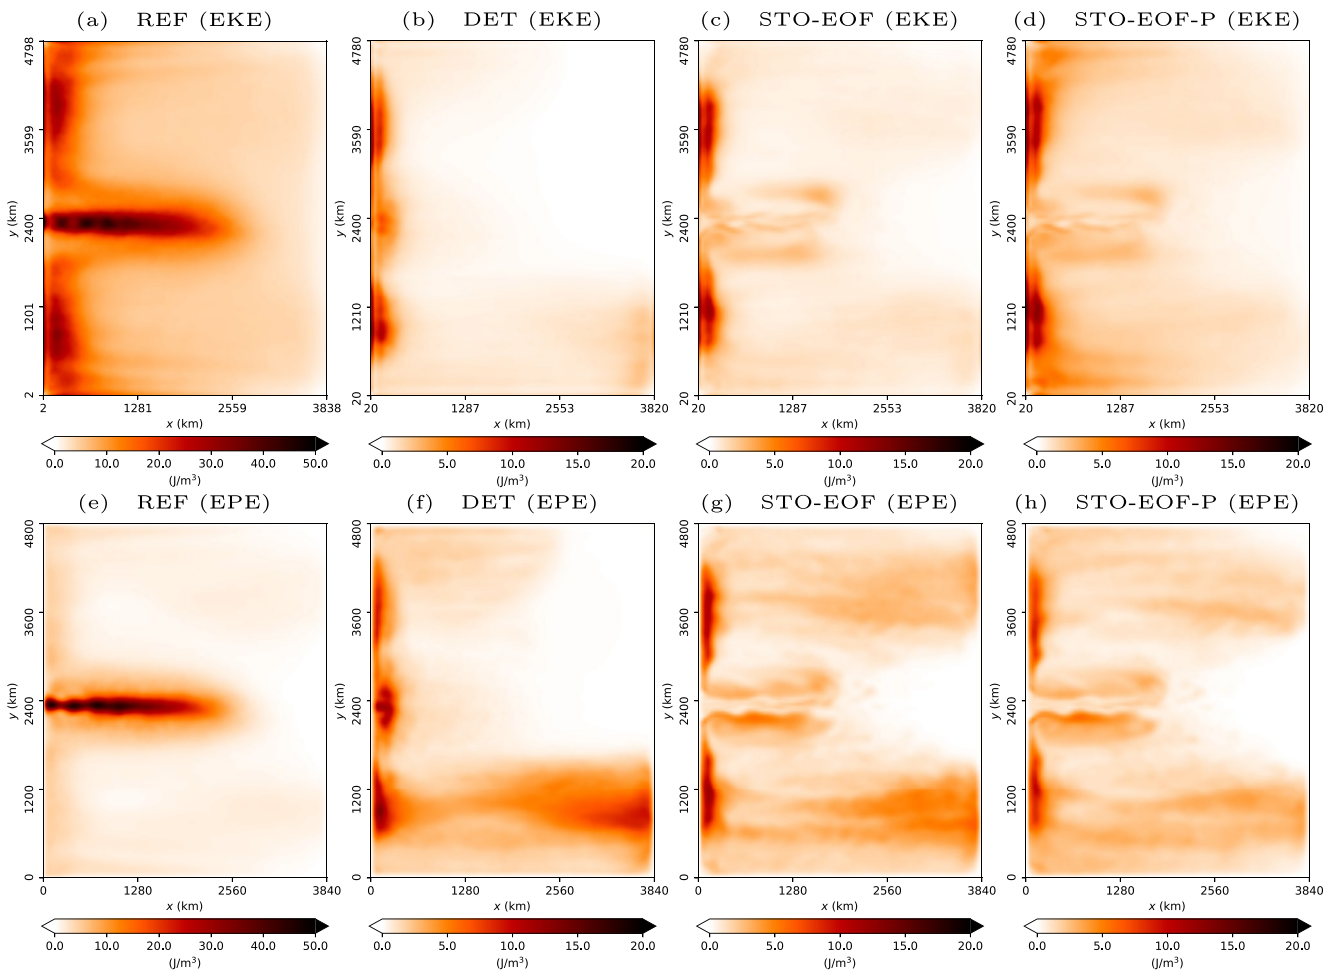 (a) REF (EKE)
(b) DET (EKE)
(c) STO-EOF (EKE)
(d) STO-EOF-P (EKE)
y (km)
4798
3599
2400
1201
2
2 1281 2559 3838
x (km)
0.0 10.0 20.0 30.0 40.0 50.0
(J/m³)
y (km)
4780
3590
2400
1210
20
20 1287 2553 3820
x (km)
0.0 5.0 10.0 15.0 20.0
(J/m³)
y (km)
4780
3590
2400
1210
20
20 1287 2553 3820
x (km)
0.0 5.0 10.0 15.0 20.0
(J/m³)
y (km)
4780
3590
2400
1210
20
20 1287 2553 3820
x (km)
0.0 5.0 10.0 15.0 20.0
(J/m³)
(e) REF (EPE)
(f) DET (EPE)
(g) STO-EOF (EPE)
(h) STO-EOF-P (EPE)
y (km)
4800
3600
2400
1200
0
0 1280 2560 3840
x (km)
0.0 10.0 20.0 30.0 40.0 50.0
(J/m³)
y (km)
4800
3600
2400
1200
0
0 1280 2560 3840
x (km)
0.0 5.0 10.0 15.0 20.0
(J/m³)
y (km)
4800
3600
2400
1200
0
0 1280 2560 3840
x (km)
0.0 5.0 10.0 15.0 20.0
(J/m³)
y (km)
4800
3600
2400
1200
0
0 1280 2560 3840
x (km)
0.0 5.0 10.0 15.0 20.0
(J/m³)